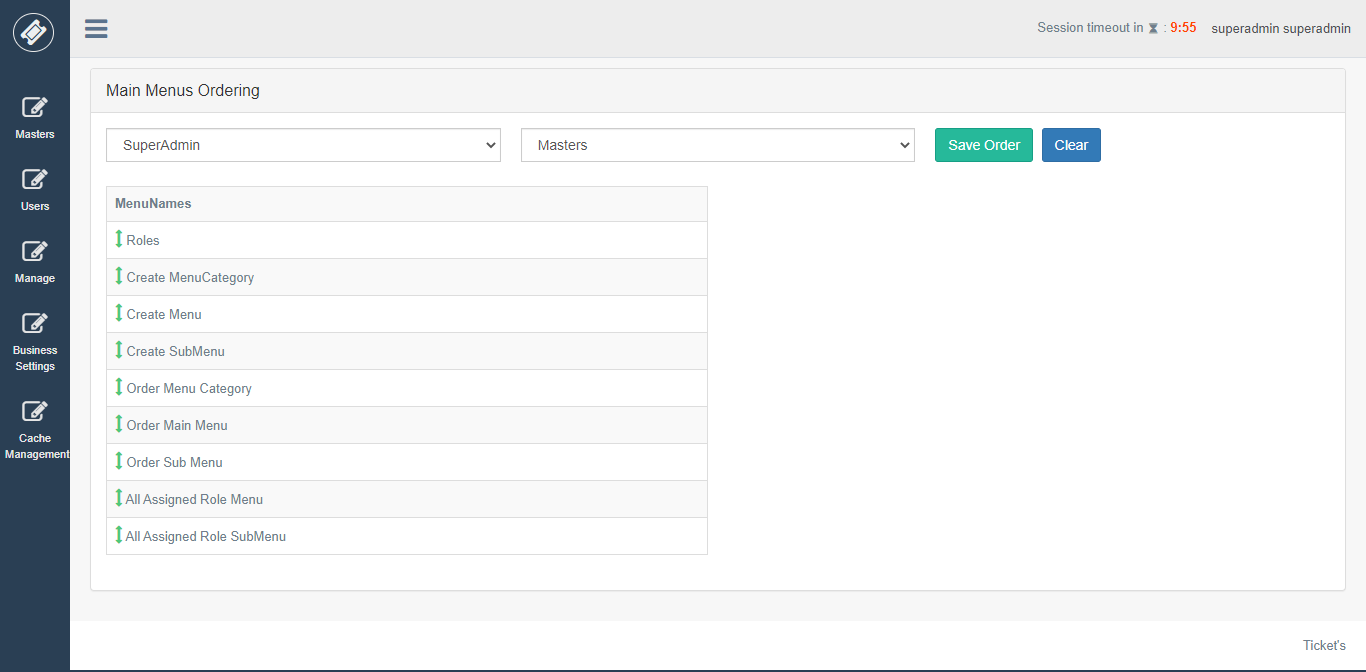 Session timeout in : 9:55 superadmin superadmin
Main Menus Ordering
SuperAdmin
Masters
Save Order
Clear
Masters
Users
Manage
Business
Settings
Cache
Management
MenuNames
Roles
Create MenuCategory
Create Menu
Create SubMenu
Order Menu Category
Order Main Menu
Order Sub Menu
All Assigned Role Menu
All Assigned Role SubMenu
Ticket's